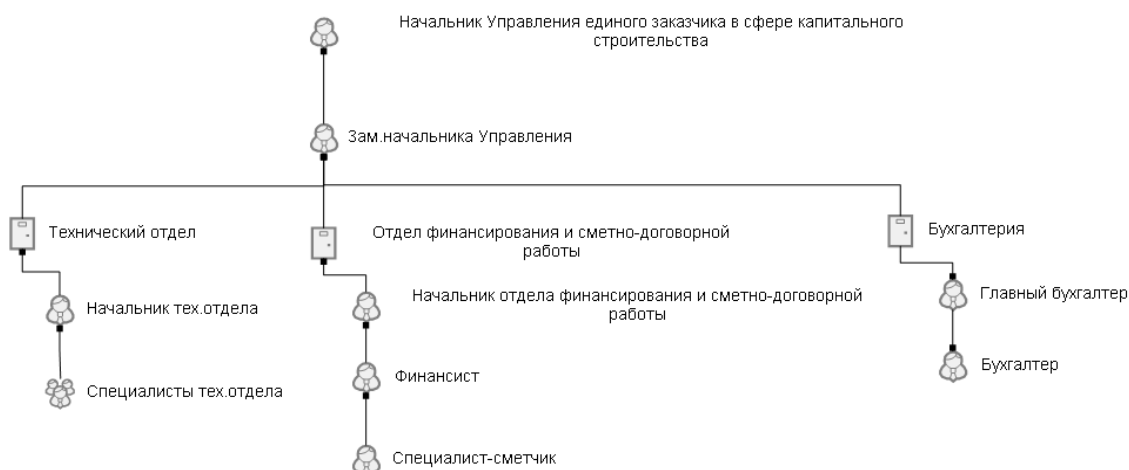 Начальник Управления единого заказчика в сфере капитального
строительства
Зам.начальника Управления
Технический отдел
Отдел финансирования и сметно-договорной
работы
Бухгалтерия
Начальник тех.отдела
Начальник отдела финансирования и сметно-договорной
работы
Главный бухгалтер
Специалисты тех.отдела
Финансист
Бухгалтер
Специалист-сметчик